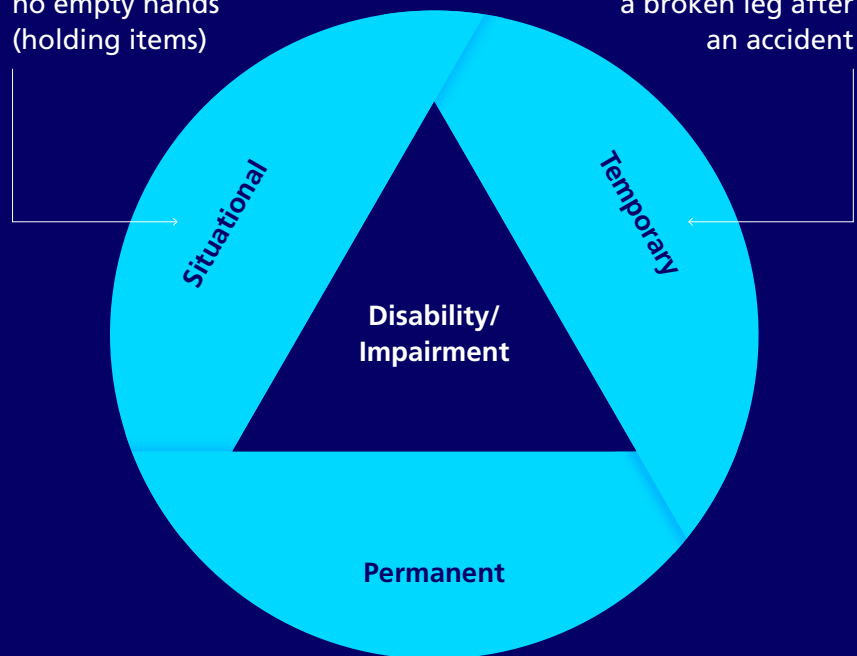 no empty hands
(holding items)
a broken leg after
an accident
Situational
Temporary
Disability/
Impairment
Permanent